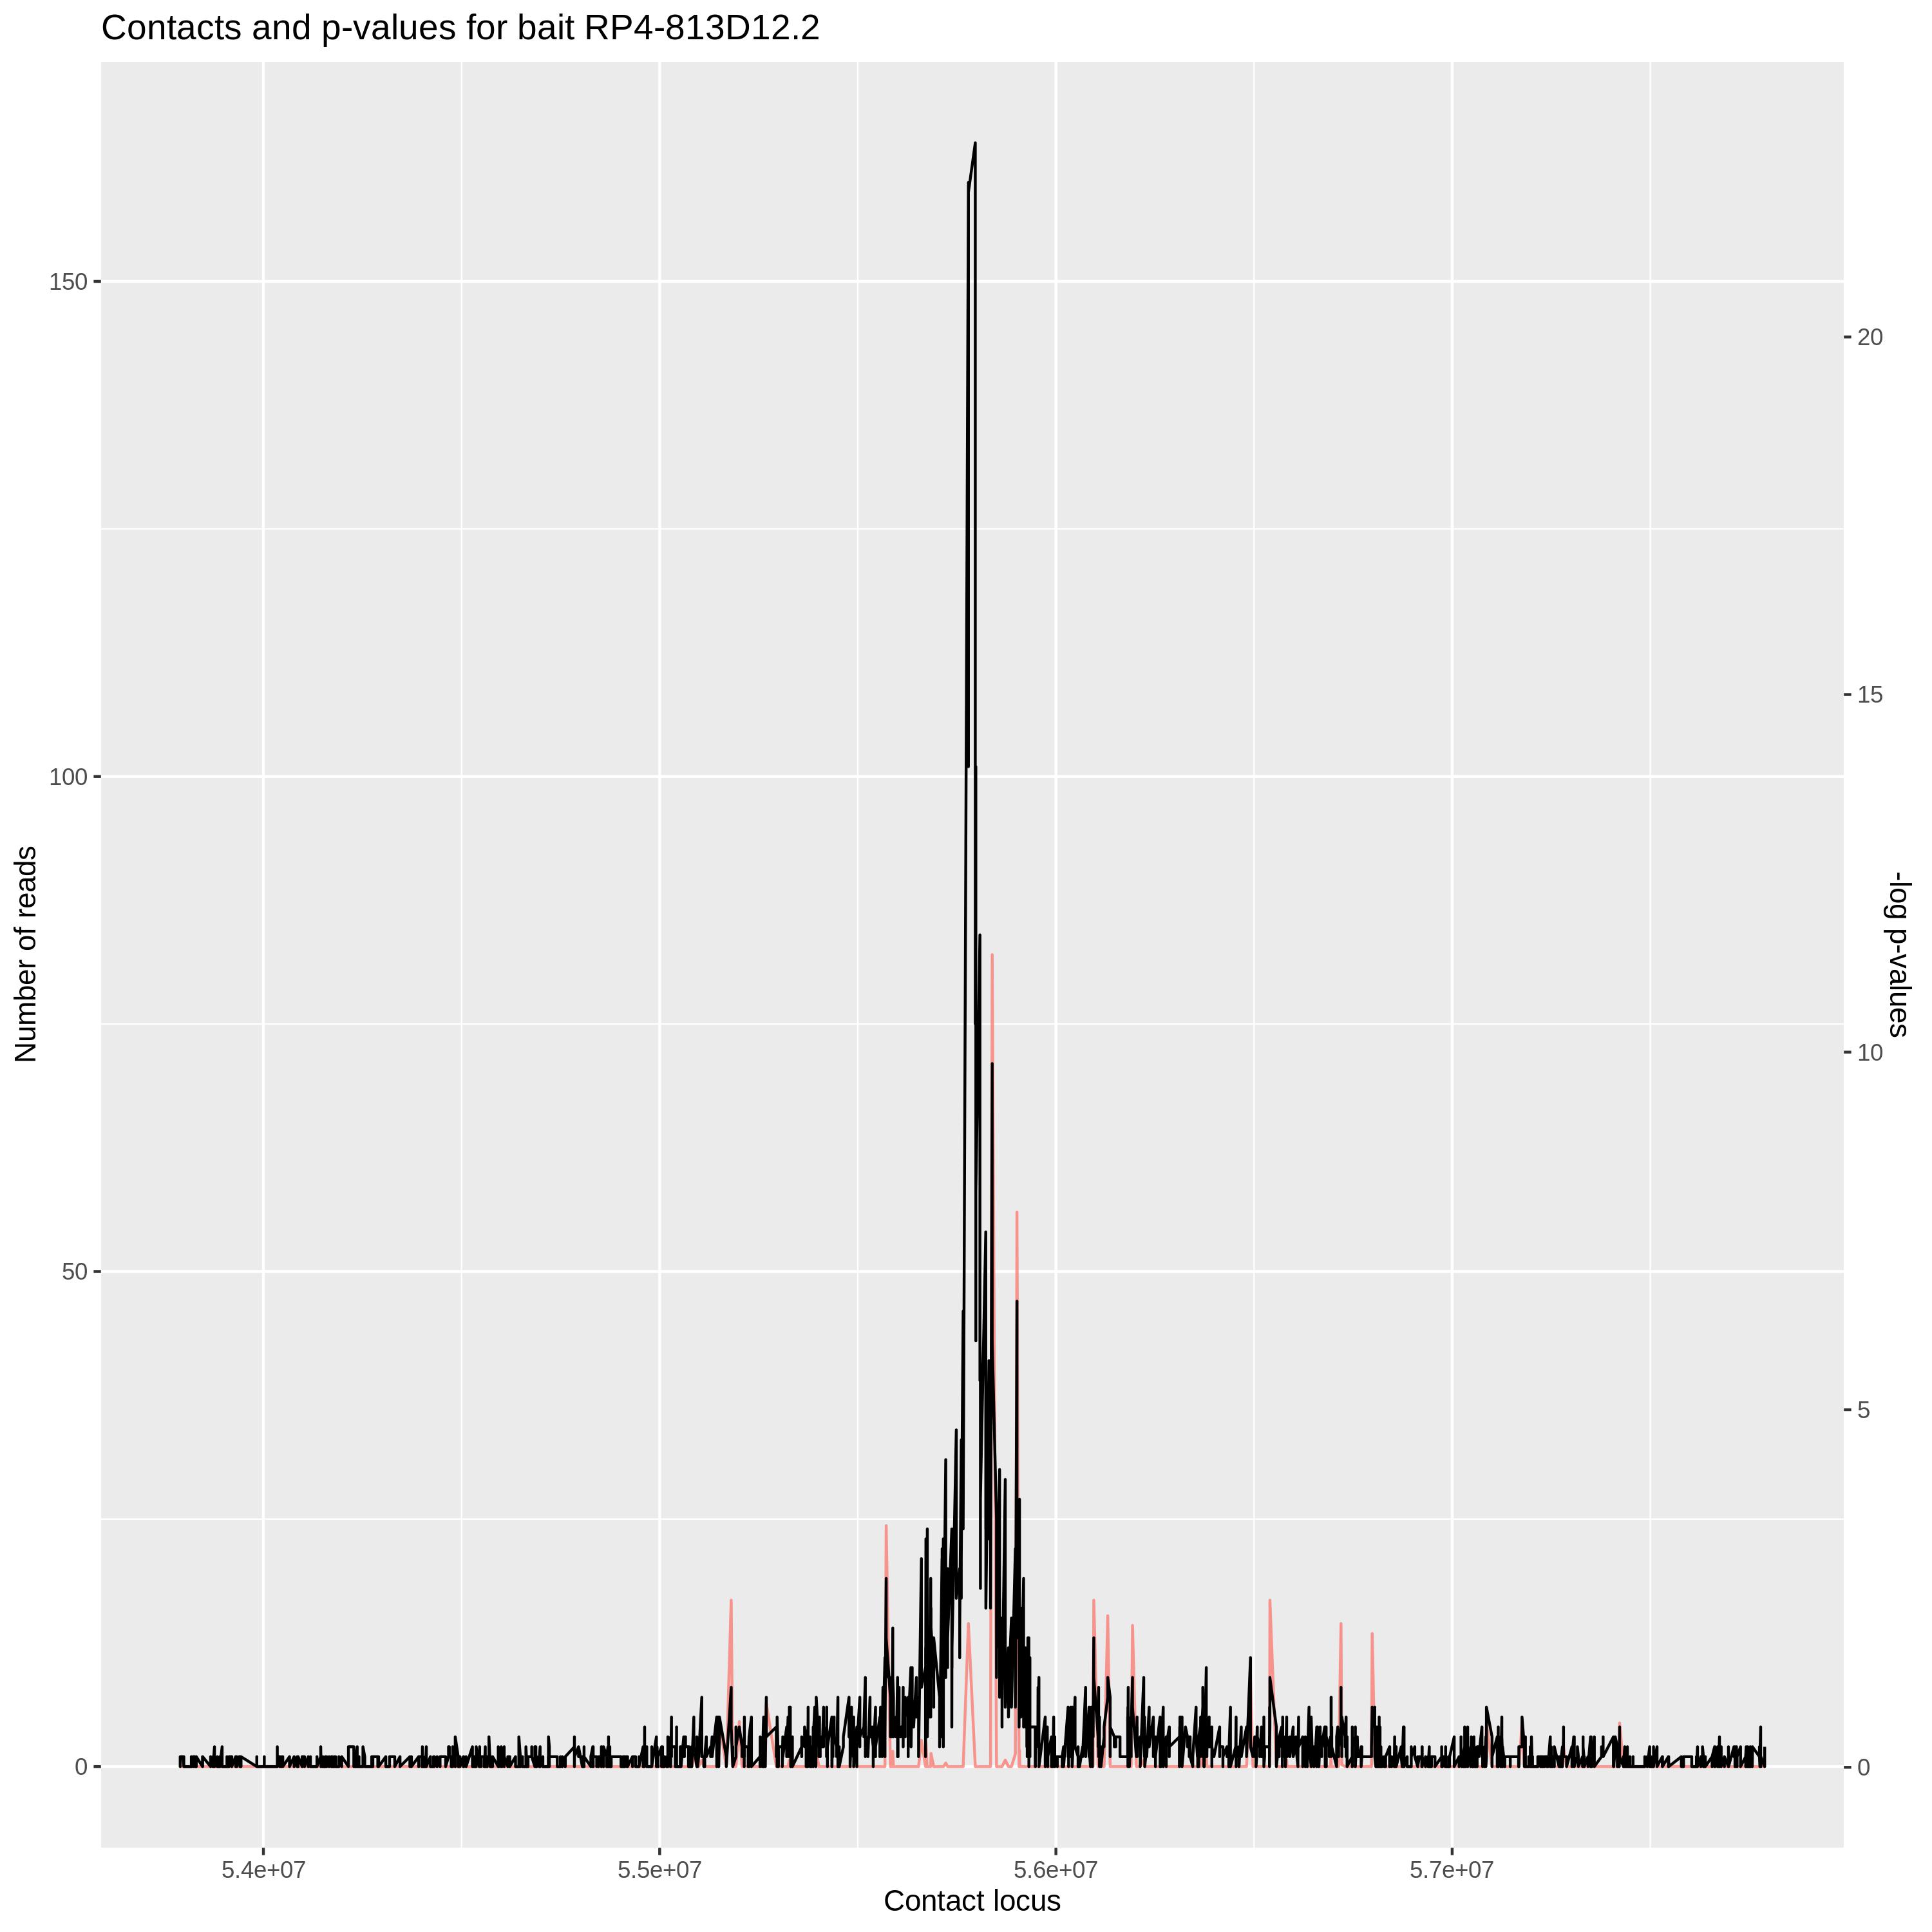 Contacts and p-values for bait RP4-813D12.2
150
100
50
0
Number of reads
20
15
10
5
0
-log p-values
5.4e+07
5.5e+07
5.6e+07
5.7e+07
Contact locus